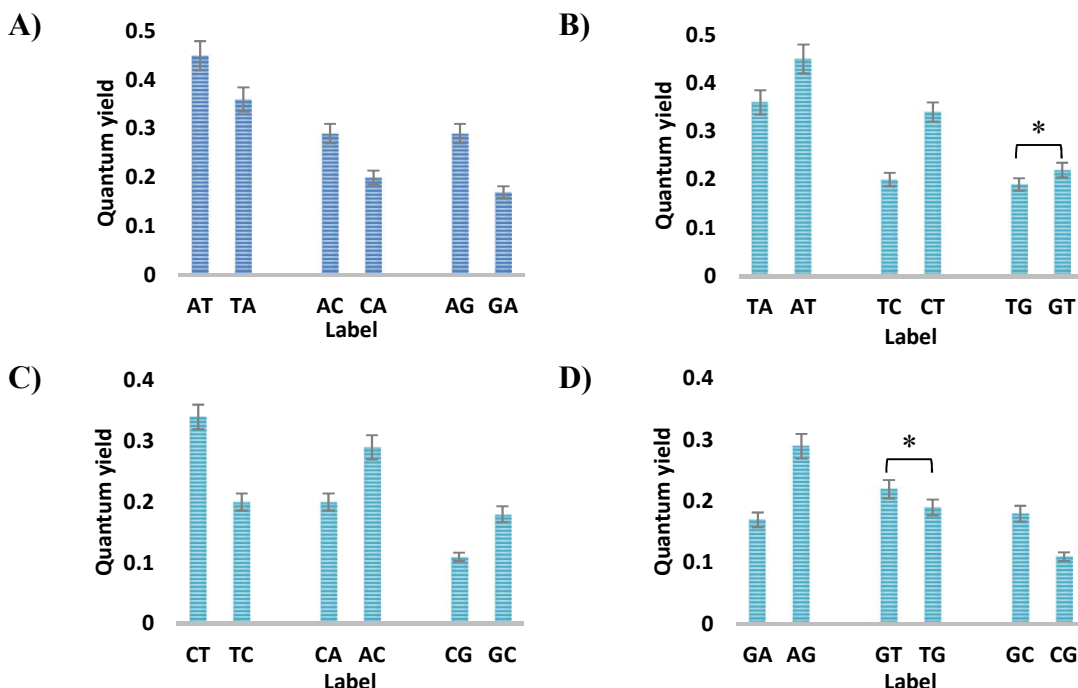 A)
Quantum yield
0.5
0.4
0.3
0.2
0.1
0
AT TA AC CA AG GA
Label
B)
Quantum yield
0.5
0.4
0.3
0.2
0.1
0
*
TA AT TC CT TG GT
Label
C)
Quantum yield
0.4
0.3
0.2
0.1
0
CT TC CA AC CG GC
Label
D)
Quantum yield
0.4
0.3
0.2
0.1
0
*
GA AG GT TG GC CG
Label